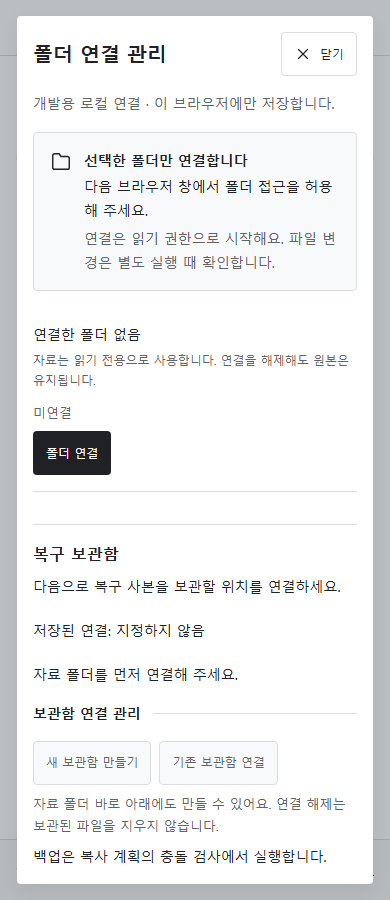 폴더 연결 관리
닫기
개발용 로컬 연결 · 이 브라우저에만 저장합니다.
선택한 폴더만 연결합니다
다음 브라우저 창에서 폴더 접근을 허용
해 주세요.
연결은 읽기 권한으로 시작해요. 파일 변
경은 별도 실행 때 확인합니다.
연결한 폴더 없음
자료는 읽기 전용으로 사용합니다. 연결을 해제해도 원본은
유지됩니다.
미연결
폴더 연결
복구 보관함
다음으로 복구 사본을 보관할 위치를 연결하세요.
저장된 연결: 지정하지 않음
자료 폴더를 먼저 연결해 주세요.
보관함 연결 관리
새 보관함 만들기
기존 보관함 연결
자료 폴더 바로 아래에도 만들 수 있어요. 연결 해제는
보관된 파일을 지우지 않습니다.
백업은 복사 계획의 충돌 검사에서 실행합니다.